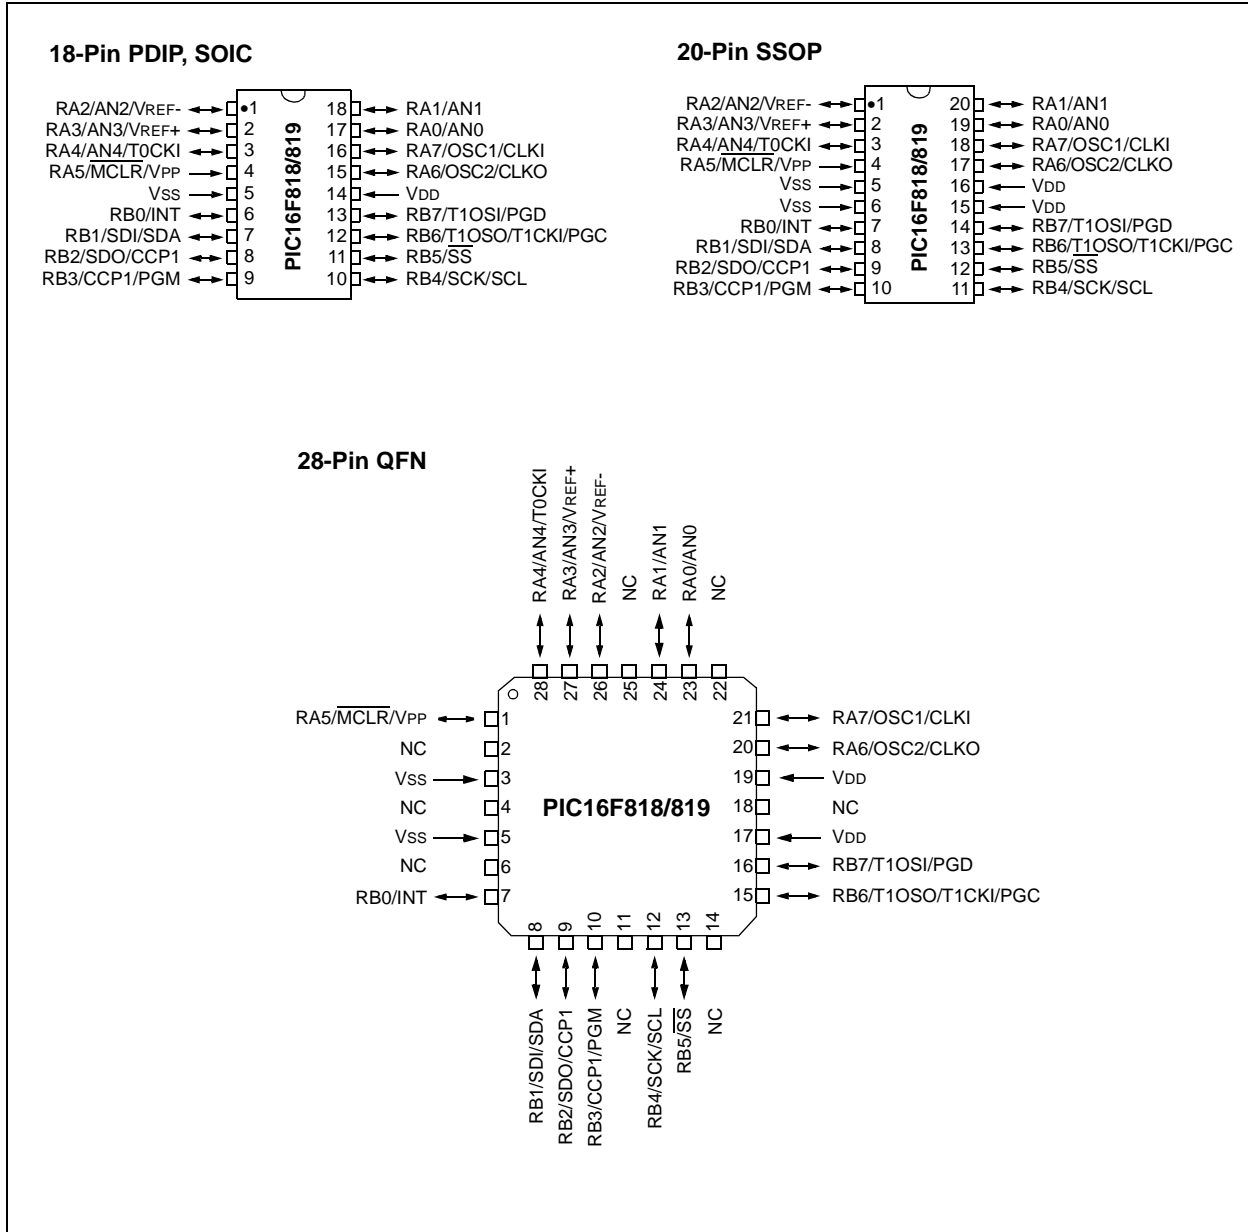 18-Pin PDIP, SOIC
RA2/AN2/VREF- 1 18 RA1/AN1
RA3/AN3/VREF+ 2 17 RA0/AN0
RA4/AN4/T0CKI 3 16 RA7/OSC1/CLKI
RA5/MCLR/VPP 4 15 RA6/OSC2/CLKO
VSS 5 14 VDD
RB0/INT 6 13 RB7/T1OSI/PGD
RB1/SDI/SDA 7 12 RB6/T1OSO/T1CKI/PGC
RB2/SDO/CCP1 8 11 RB5/SS
RB3/CCP1/PGM 9 10 RB4/SCK/SCL
PIC16F818/819
20-Pin SSOP
RA2/AN2/VREF- 1 20 RA1/AN1
RA3/AN3/VREF+ 2 19 RA0/AN0
RA4/AN4/T0CKI 3 18 RA7/OSC1/CLKI
RA5/MCLR/VPP 4 17 RA6/OSC2/CLKO
VSS 5 16 VDD
VSS 6 15 VDD
RB0/INT 7 14 RB7/T1OSI/PGD
RB1/SDI/SDA 8 13 RB6/T1OSO/T1CKI/PGC
RB2/SDO/CCP1 9 12 RB5/SS
RB3/CCP1/PGM 10 11 RB4/SCK/SCL
PIC16F818/819
28-Pin QFN
RA4/AN4/T0CKI 28
RA3/AN3/VREF+ 27
RA2/AN2/VREF- 26
NC 25
RA1/AN1 24
RA0/AN0 23
NC 22
RA5/MCLR/VPP 1 21 RA7/OSC1/CLKI
NC 2 20 RA6/OSC2/CLKO
VSS 3 19 VDD
NC 4 PIC16F818/819 18 NC
VSS 5 17 VDD
NC 6 16 RB7/T1OSI/PGD
RB0/INT 7 15 RB6/T1OSO/T1CKI/PGC
8 RB1/SDI/SDA
9 RB2/SDO/CCP1
10 RB3/CCP1/PGM
11 NC
12 RB4/SCK/SCL
13 RB5/SS
14 NC